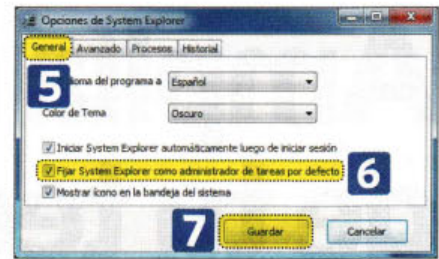 Opciones de System Explorer
General Avanzado Procesos Historial
5
ioma del programa a Español
Color de Tema Oscuro
Iniciar System Explorer automáticamente luego de iniciar sesión
Fijar System Explorer como administrador de tareas por defecto
6
Mostrar ícono en la bandeja del sistema
7
Guardar Cancelar